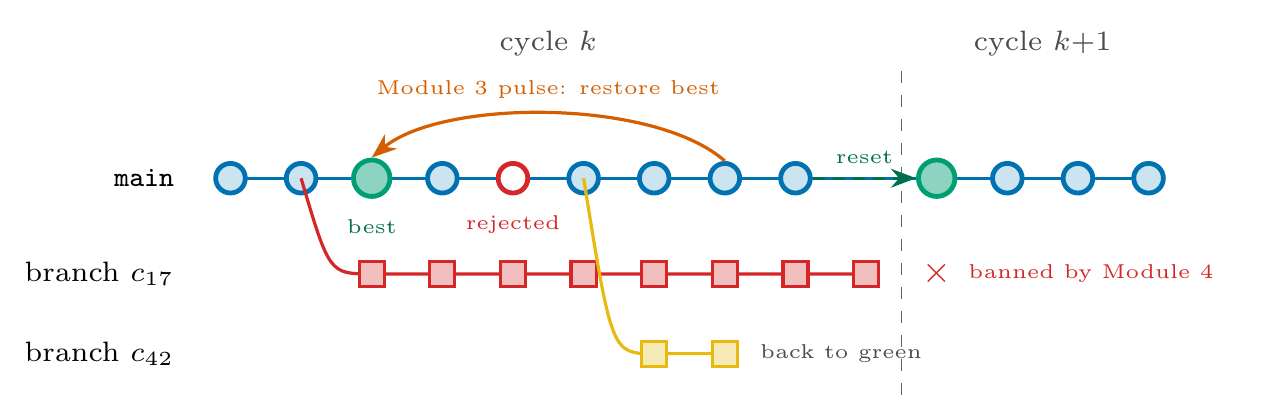 cycle k
cycle k+1
Module 3 pulse: restore best
reset
main
best
rejected
branch c17
banned by Module 4
branch c42
back to green